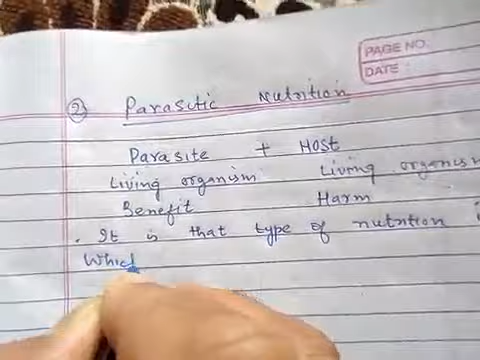 PAGE NO.
DATE :
② Parasitic Nutrition
Parasite + Host
Living organism Living organism
Benefit Harm
. It is that type of nutrition
Which